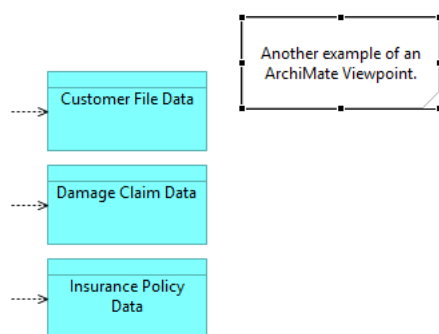 Another example of an
ArchiMate Viewpoint.
Customer File Data
Damage Claim Data
Insurance Policy
Data